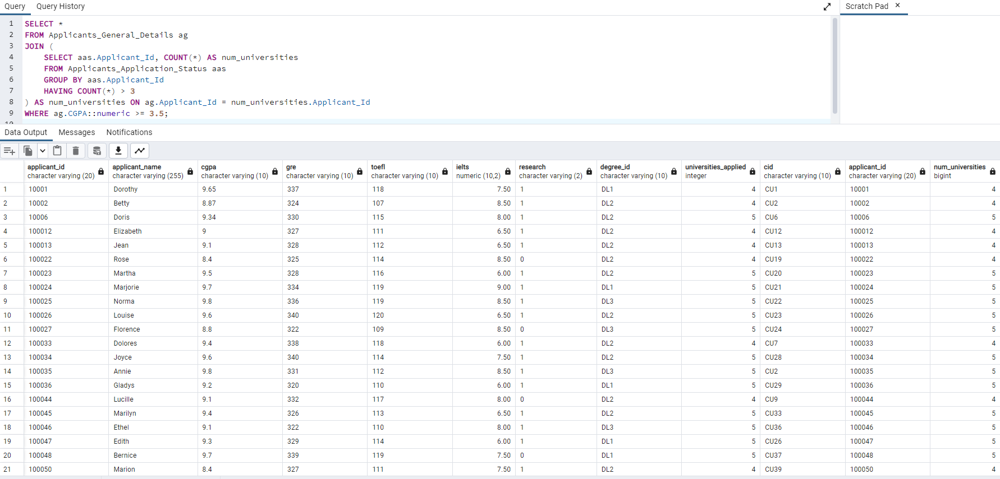 Query Query History Scratch Pad ×
1 SELECT *
2 FROM Applicants_General_Details ag
3 JOIN (
4 SELECT aas.Applicant_Id, COUNT(*) AS num_universities
5 FROM Applicants_Application_Status aas
6 GROUP BY aas.Applicant_Id
7 HAVING COUNT(*) > 3
8 ) AS num_universities ON ag.Applicant_Id = num_universities.Applicant_Id
9 WHERE ag.CGPA::numeric >= 3.5;
10
Data Output Messages Notifications
applicant_id applicant_name cgpa gre toefl ielts research degree_id universities_applied cid applicant_id num_universities
character varying (20) character varying (255) character varying (10) character varying (10) character varying (10) numeric (10,2) character varying (2) character varying (10) integer character varying (10) character varying (20) bigint
1 10001 Dorothy 9.65 337 118 7.50 1 DL1 4 CU1 10001 4
2 10002 Betty 8.87 324 107 8.50 1 DL2 4 CU2 10002 4
3 10006 Doris 9.34 330 115 8.00 1 DL2 5 CU6 10006 5
4 100012 Elizabeth 9 327 111 6.50 1 DL2 4 CU12 100012 4
5 100013 Jean 9.1 328 112 6.50 1 DL2 4 CU13 100013 4
6 100022 Rose 8.4 325 114 8.50 0 DL2 4 CU19 100022 4
7 100023 Martha 9.5 328 116 6.00 1 DL2 5 CU20 100023 5
8 100024 Marjorie 9.7 334 119 9.00 1 DL1 5 CU21 100024 5
9 100025 Norma 9.8 336 119 8.50 1 DL3 5 CU22 100025 5
10 100026 Louise 9.6 340 120 6.50 1 DL2 5 CU23 100026 5
11 100027 Florence 8.8 322 109 8.50 0 DL3 5 CU24 100027 5
12 100033 Dolores 9.4 338 118 6.00 1 DL2 4 CU7 100033 4
13 100034 Joyce 9.6 340 114 7.50 1 DL2 5 CU28 100034 5
14 100035 Annie 9.8 331 112 8.50 1 DL3 5 CU2 100035 5
15 100036 Gladys 9.2 320 110 6.00 1 DL1 5 CU29 100036 5
16 100044 Lucille 9.1 332 117 8.00 0 DL2 4 CU9 100044 4
17 100045 Marilyn 9.4 326 113 6.50 1 DL2 5 CU33 100045 5
18 100046 Ethel 9.1 322 110 8.00 1 DL3 5 CU36 100046 5
19 100047 Edith 9.3 329 114 6.00 1 DL1 5 CU26 100047 5
20 100048 Bernice 9.7 339 119 7.50 0 DL1 5 CU37 100048 5
21 100050 Marion 8.4 327 111 7.50 1 DL2 4 CU39 100050 4